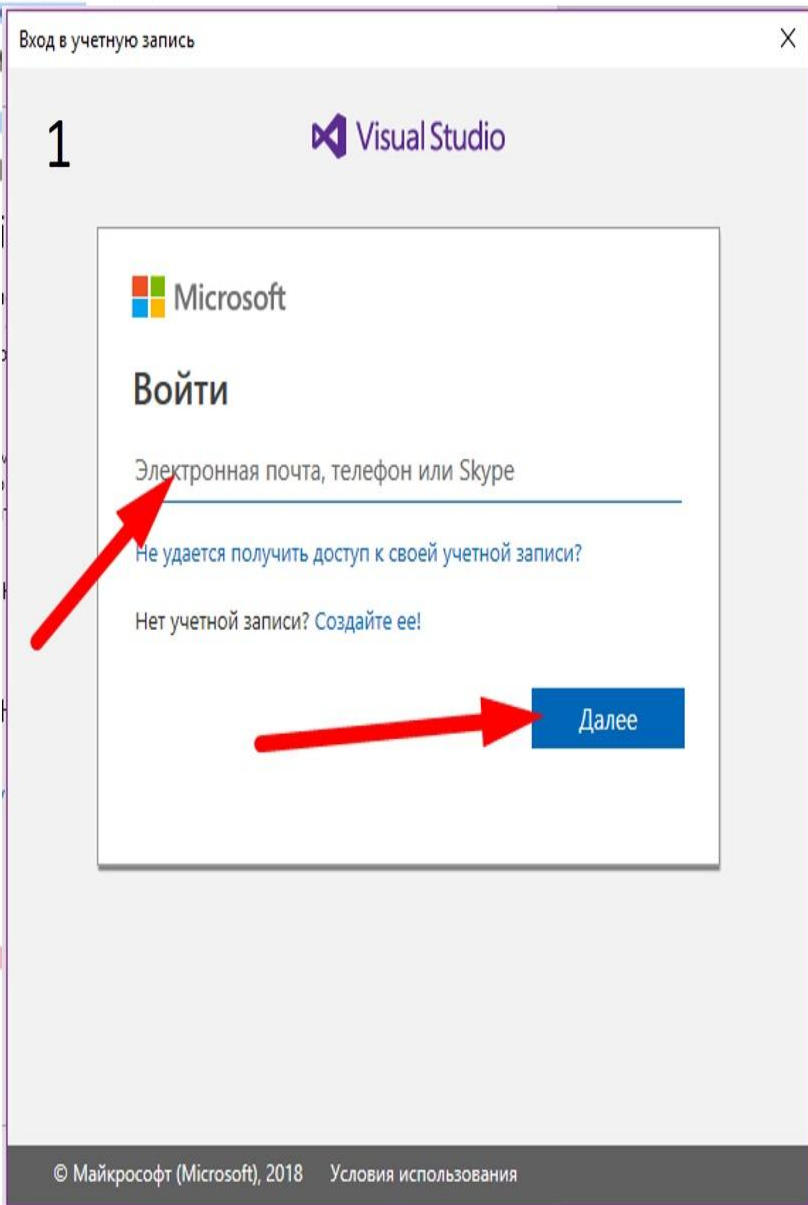 Вход в учетную запись
1
Visual Studio
Microsoft
Войти
Электронная почта, телефон или Skype
Не удается получить доступ к своей учетной записи?
Нет учетной записи? Создайте ее!
Далее
© Майкрософт (Microsoft), 2018 Условия использования